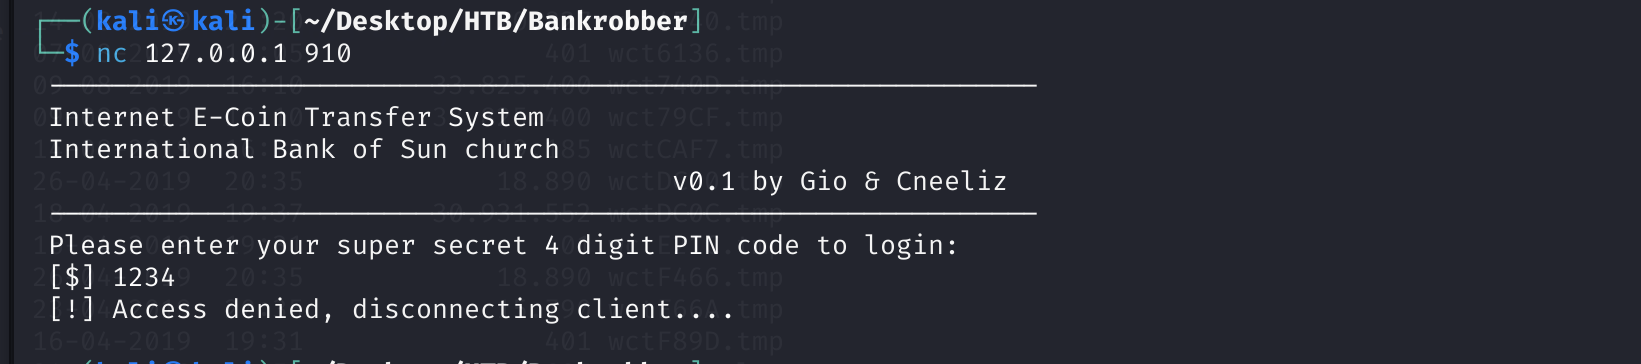 (kali㉿kali)-[~/Desktop/HTB/Bankrobber]
$ nc 127.0.0.1 910
Internet E-Coin Transfer System
International Bank of Sun church
v0.1 by Gio & Cneeliz
Please enter your super secret 4 digit PIN code to login:
[$] 1234
[!] Access denied, disconnecting client....